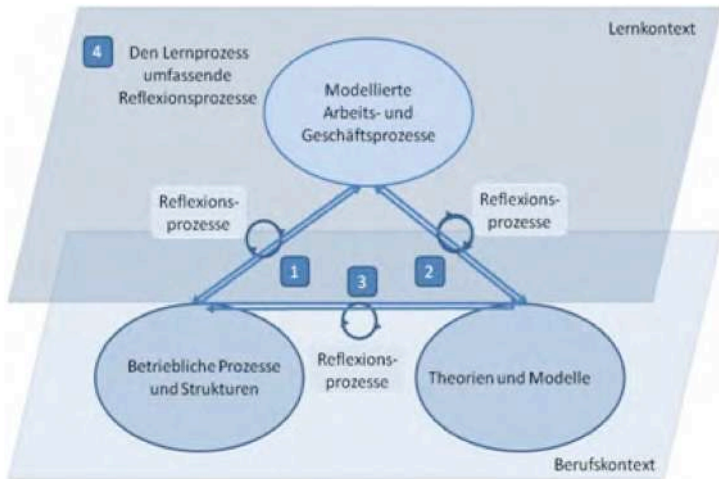 Lernkontext
4
Den Lernprozess
umfassende
Reflexionsprozesse
Modellierte
Arbeits- und
Geschäftsprozesse
Reflexions-
prozesse
Reflexions-
prozesse
1
3
2
Betriebliche Prozesse
und Strukturen
Reflexions-
prozesse
Theorien und Modelle
Berufskontext